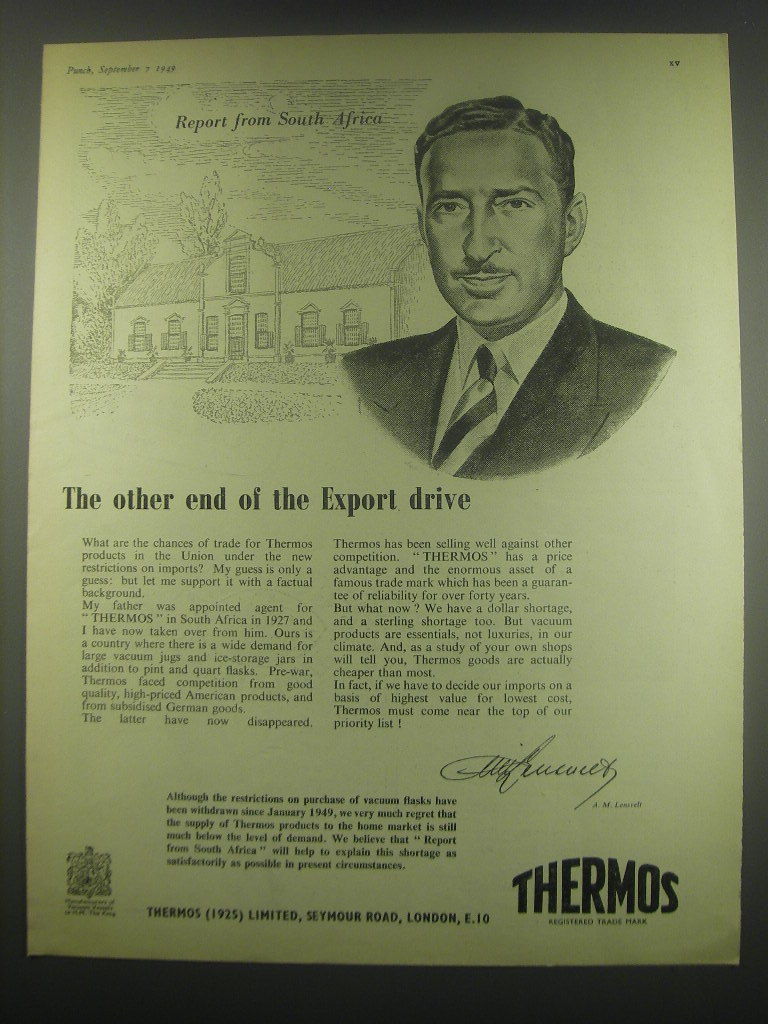 Punch, September 7 1949
xv
Report from South Africa
The other end of the Export drive
What are the chances of trade for Thermos
products in the Union under the new
restrictions on imports? My guess is only a
guess: but let me support it with a factual
background.
My father was appointed agent for
"THERMOS" in South Africa in 1927 and
I have now taken over from him. Ours is
a country where there is a wide demand for
large vacuum jugs and ice-storage jars in
addition to pint and quart flasks. Pre-war,
Thermos faced competition from good
quality, high-priced American products, and
from subsidised German goods.
The latter have now disappeared.
Thermos has been selling well against other
competition. "THERMOS" has a price
advantage and the enormous asset of a
famous trade mark which has been a guaran-
tee of reliability for over forty years.
But what now? We have a dollar shortage,
and a sterling shortage too. But vacuum
products are essentials, not luxuries, in our
climate. And, as a study of your own shops
will tell you, Thermos goods are actually
cheaper than most.
In fact, if we have to decide our imports on a
basis of highest value for lowest cost,
Thermos must come near the top of our
priority list!
A. M. Lensvelt
Although the restrictions on purchase of vacuum flasks have
been withdrawn since January 1949, we very much regret that
the supply of Thermos products to the home market is still
much below the level of demand. We believe that "Report
from South Africa" will help to explain this shortage as
satisfactorily as possible in present circumstances.
Manufacturers of
Vacuum Vessels
to H.M. The King
THERMOS
REGISTERED TRADE MARK
THERMOS (1925) LIMITED, SEYMOUR ROAD, LONDON, E.10